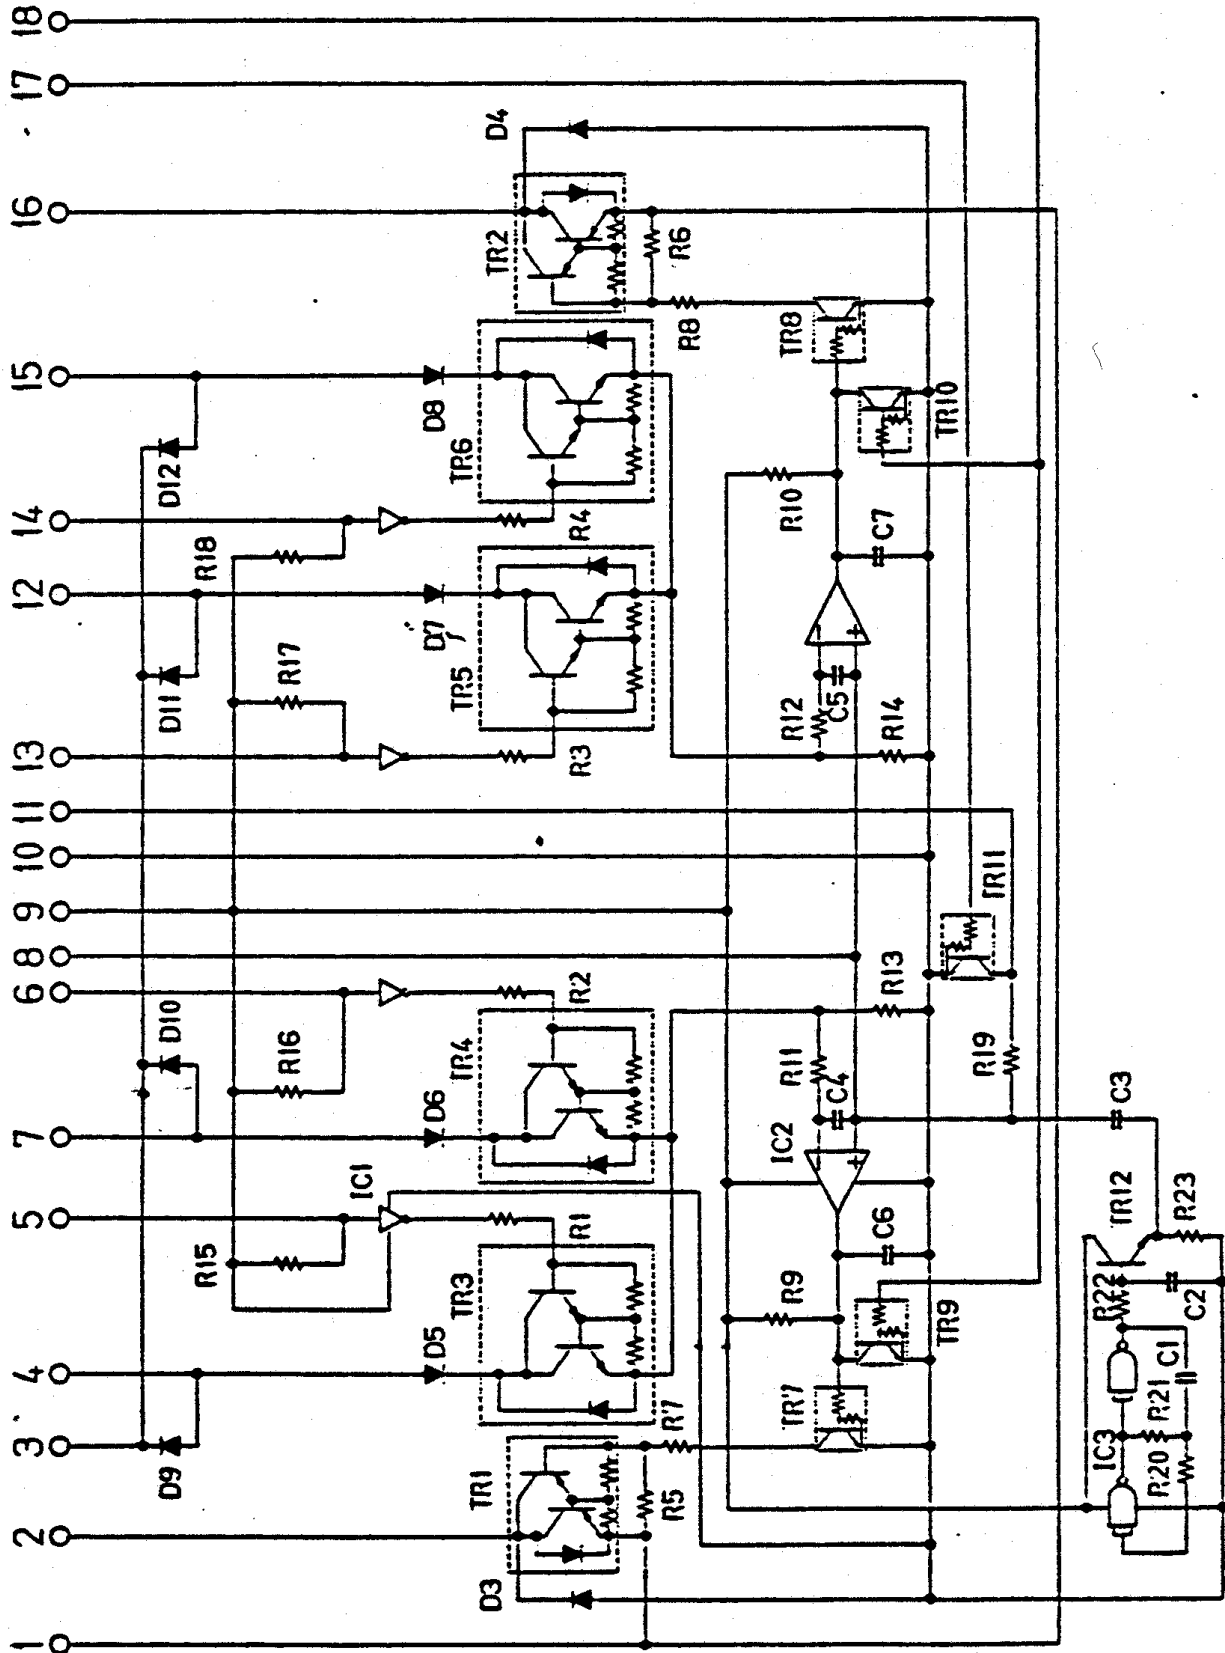 1 2 3 4 5 7 6 8 9 10 11 13 12 14 15 16 17 18
D9 D10 D11 D12
R15 R16 R17 R18
IC1
D5 D6 D7 D8
D3 TR1 TR3 TR4 TR5 TR6 TR2 D4
R1 R2 R3 R4
R5 R7 R8 R6
R9 IC2 R11 R12 R10
C4 C5
TR7 TR9 C6 R13 R14 C7 TR10 TR8
R19 TR11
IC3 R22 TR12 C3
R20 R21 C1 C2 R23
- + - +